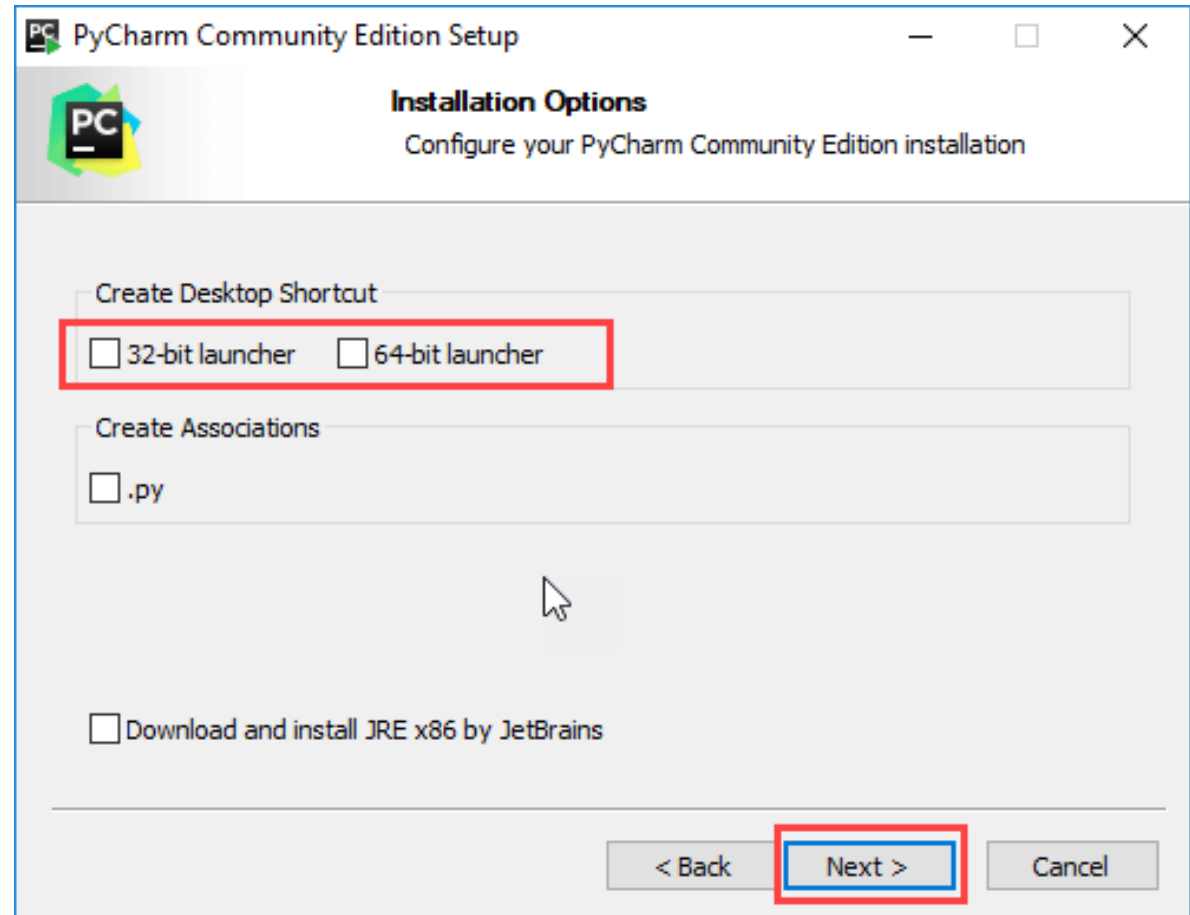 PyCharm Community Edition Setup
PC
Installation Options
Configure your PyCharm Community Edition installation
Create Desktop Shortcut
32-bit launcher 64-bit launcher
Create Associations
.py
Download and install JRE x86 by JetBrains
< Back Next > Cancel